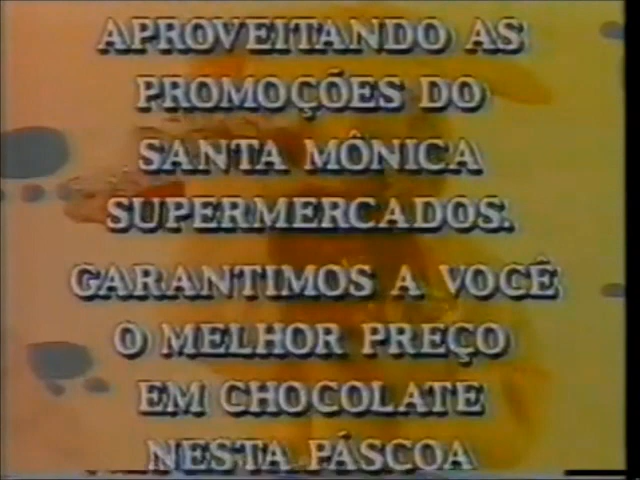 APROVEITANDO AS
PROMOÇÕES DO
SANTA MÔNICA
SUPERMERCADOS.
GARANTIMOS A VOCÊ
O MELHOR PREÇO
EM CHOCOLATE
NESTA PÁSCOA